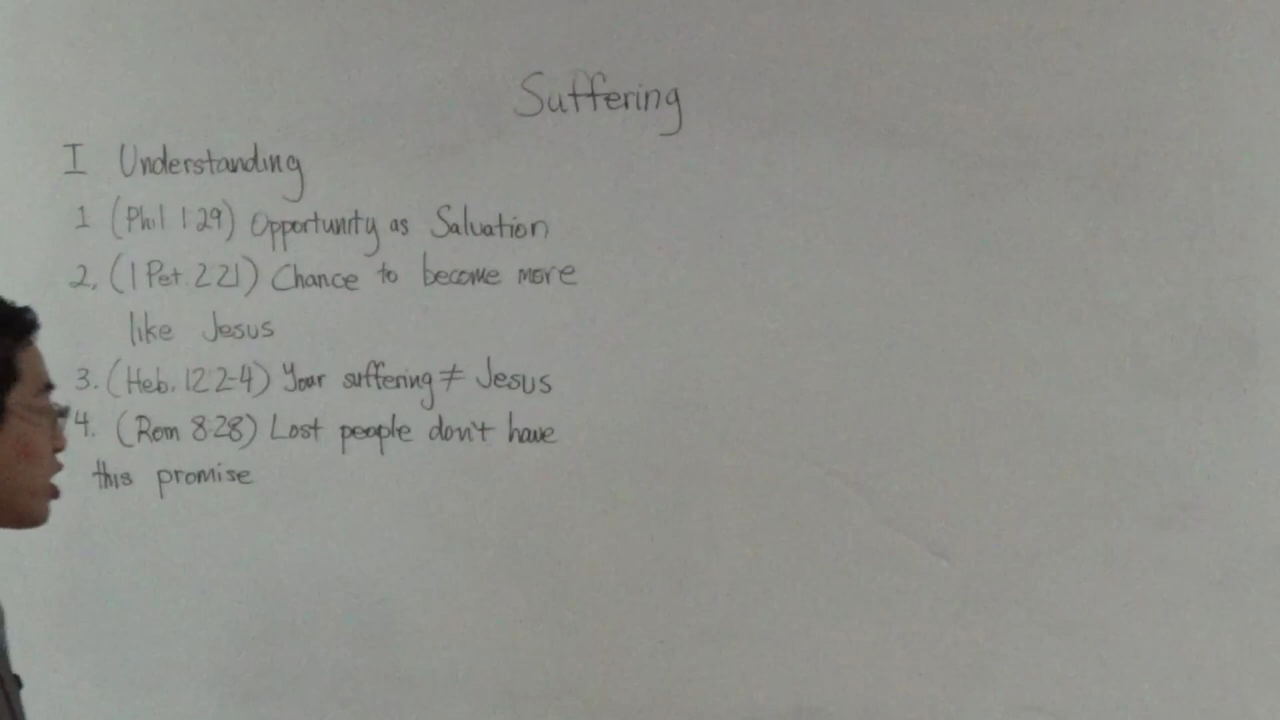 Suffering
I Understanding
1 (Phil 1 29) Opportunity as Salvation
2. (1 Pet. 2 21) Chance to become more
like Jesus
3. (Heb. 12 2-4) Your suffering ≠ Jesus
4. (Rom 8:28) Lost people don't have
this promise